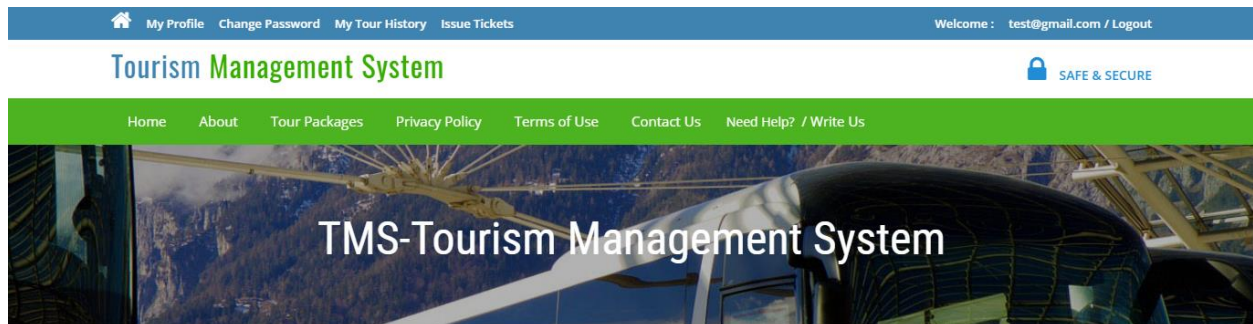 My Profile Change Password My Tour History Issue Tickets Welcome : test@gmail.com / Logout
Tourism Management System SAFE & SECURE
Home About Tour Packages Privacy Policy Terms of Use Contact Us Need Help? / Write Us
TMS-Tourism Management System